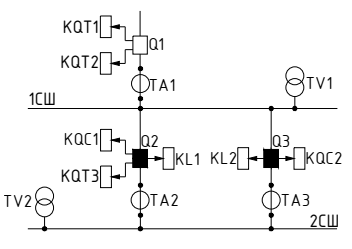 KQT1
Q1
KQT2
TA1
TV1
1СШ
KQC1
Q2
Q3
KL1
KL2
KQC2
KQT3
TV2
TA2
TA3
2СШ